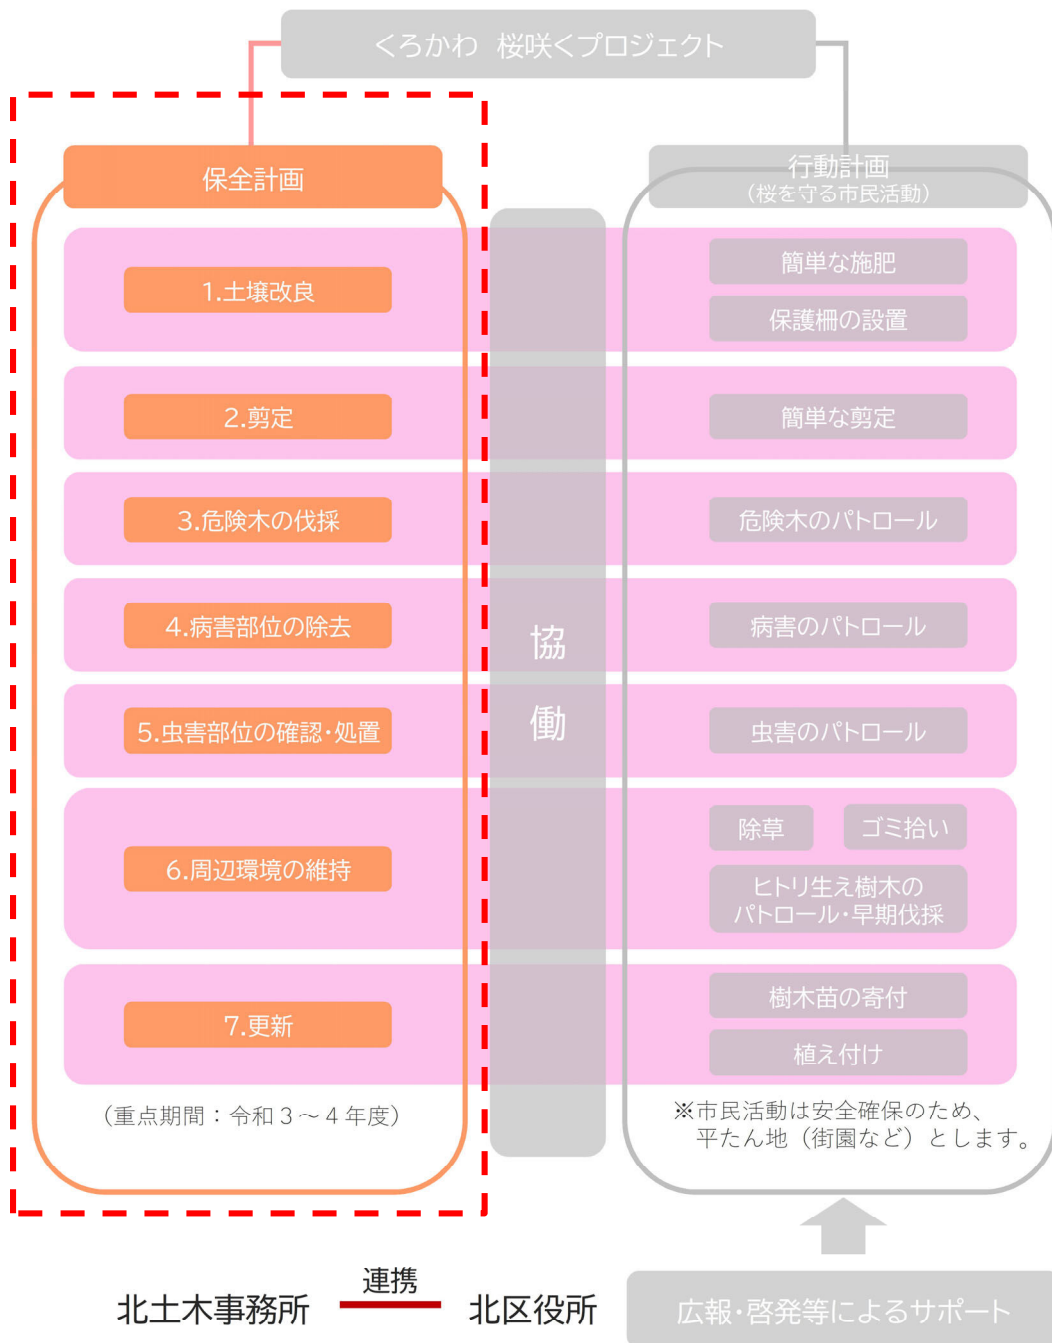 くろかわ 桜咲くプロジェクト
保全計画
行動計画
（桜を守る市民活動）
1.土壌改良
簡単な施肥
保護柵の設置
2.剪定
簡単な剪定
3.危険木の伐採
危険木のパトロール
4.病害部位の除去
病害のパトロール
5.虫害部位の確認・処置
虫害のパトロール
協
働
6.周辺環境の維持
除草
ゴミ拾い
ヒトリ生え樹木の
パトロール・早期伐採
7.更新
樹木苗の寄付
植え付け
（重点期間：令和３～４年度）
※市民活動は安全確保のため、
平たん地（街園など）とします。
北土木事務所
連携
北区役所
広報・啓発等によるサポート